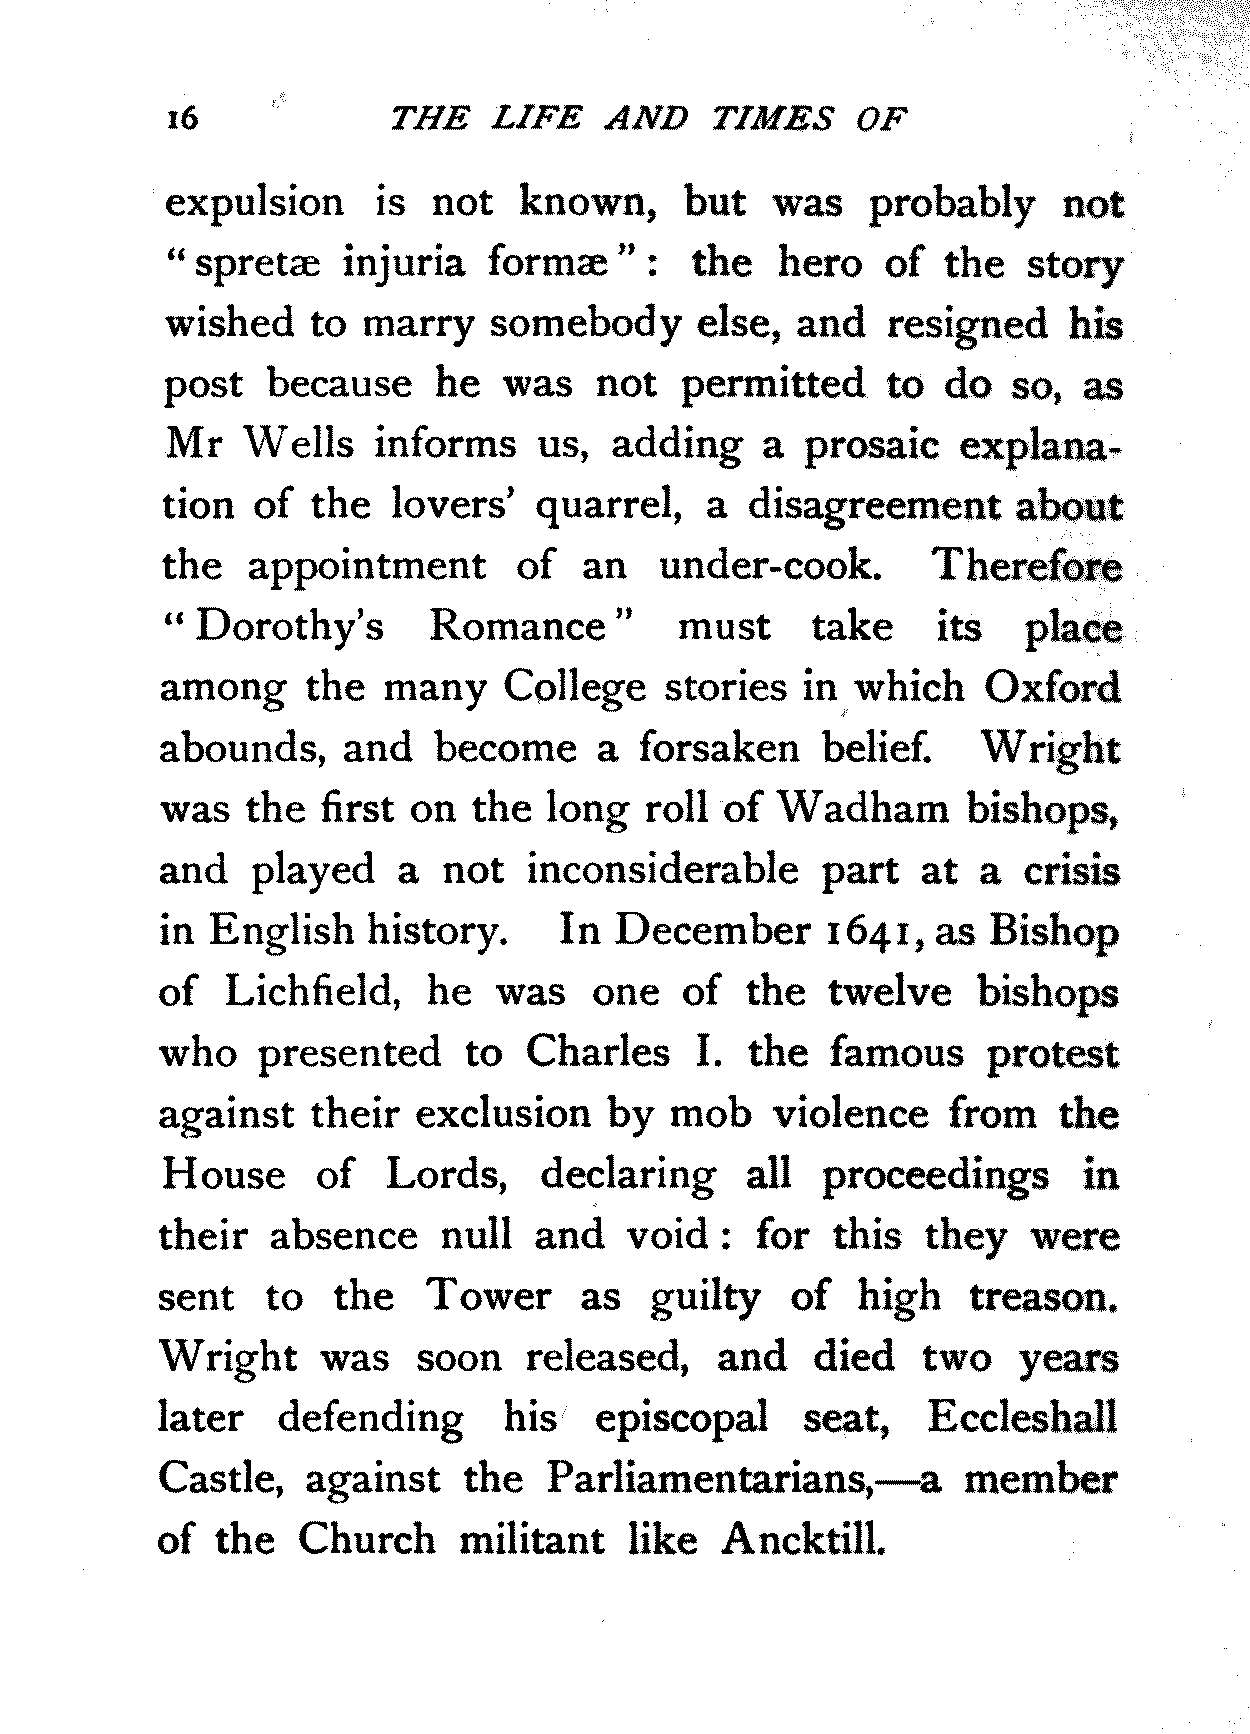 16 THE LIFE AND TIMES OF
expulsion is not known, but was probably not
“ spretæ injuria formæ ” : the hero of the story
wished to marry somebody else, and resigned his
post because he was not permitted to do so, as
Mr Wells informs us, adding a prosaic explana-
tion of the lovers’ quarrel, a disagreement about
the appointment of an under-cook. Therefore
“ Dorothy’s Romance ” must take its place
among the many College stories in which Oxford
abounds, and become a forsaken belief. Wright
was the first on the long roll of Wadham bishops,
and played a not inconsiderable part at a crisis
in English history. In December 1641, as Bishop
of Lichfield, he was one of the twelve bishops
who presented to Charles I. the famous protest
against their exclusion by mob violence from the
House of Lords, declaring all proceedings in
their absence null and void : for this they were
sent to the Tower as guilty of high treason.
Wright was soon released, and died two years
later defending his episcopal seat, Eccleshall
Castle, against the Parliamentarians,—a member
of the Church militant like Ancktill.